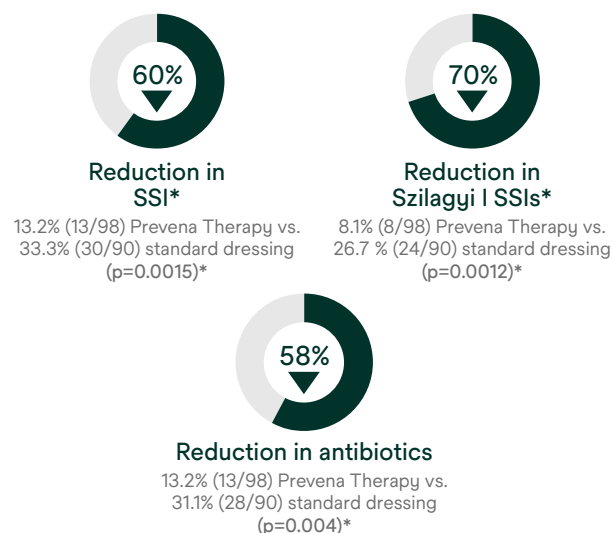 60%
Reduction in
SSI*
13.2% (13/98) Prevena Therapy vs.
33.3% (30/90) standard dressing
(p=0.0015)*
70%
Reduction in
Szilagyi I SSIs*
8.1% (8/98) Prevena Therapy vs.
26.7 % (24/90) standard dressing
(p=0.0012)*
58%
Reduction in antibiotics
13.2% (13/98) Prevena Therapy vs.
31.1% (28/90) standard dressing
(p=0.004)*